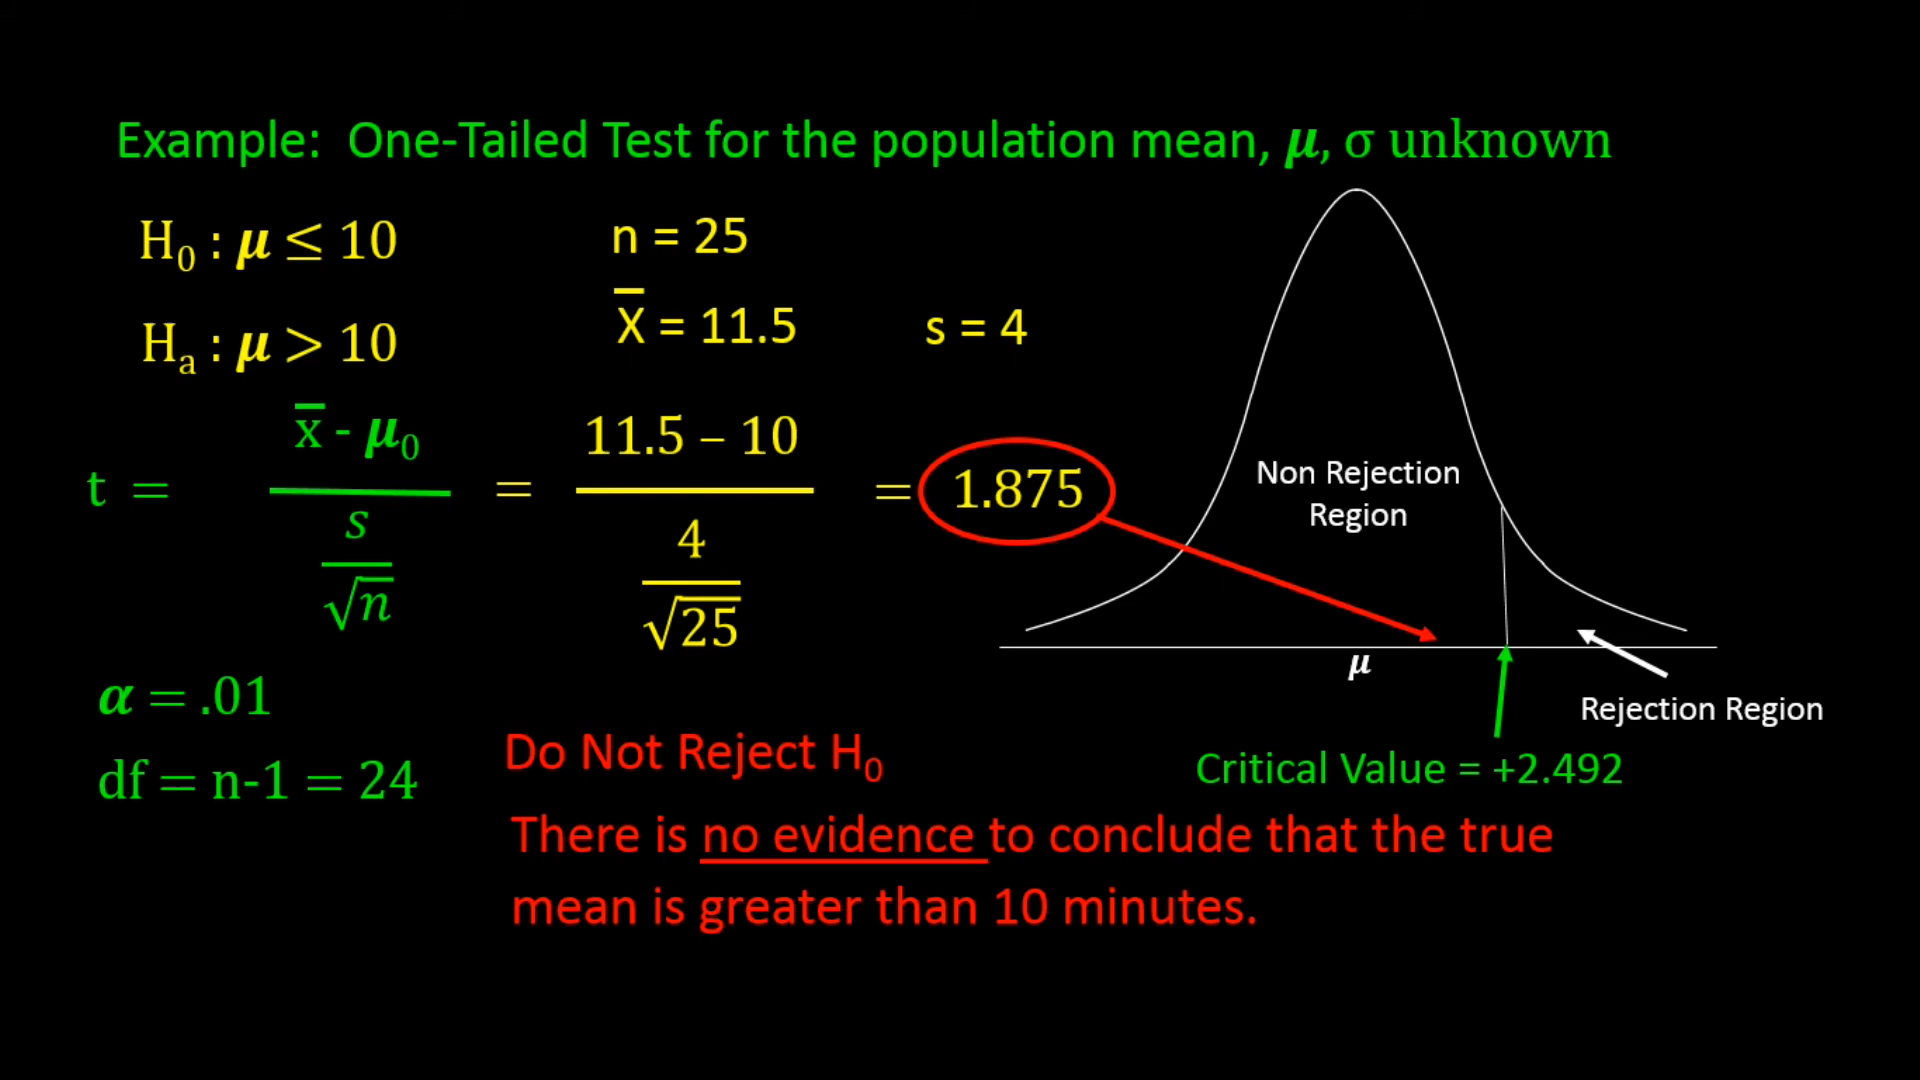 Example: One-Tailed Test for the population mean, μ, σ unknown
H₀ : μ ≤ 10
n = 25
Hₐ : μ > 10
X̅ = 11.5
s = 4
t = (x̅ - μ₀) / (s/√n) = (11.5 – 10) / (4/√25) = 1.875
Non Rejection
Region
μ
α = .01
Rejection Region
df = n-1 = 24
Do Not Reject H₀
Critical Value = +2.492
There is no evidence to conclude that the true
mean is greater than 10 minutes.